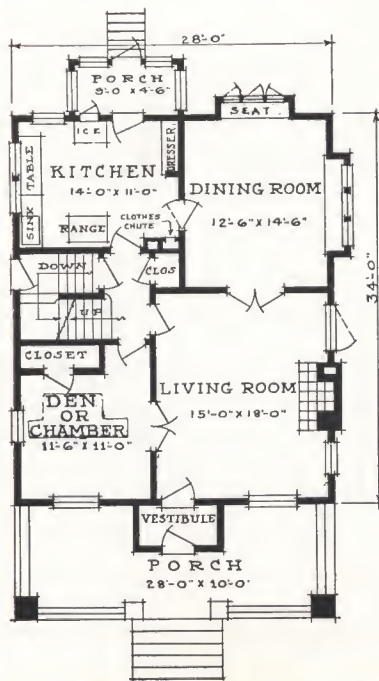 28'-0"
PORCH
9'-0 X 4'-6"
ICE
SEAT
TABLE
KITCHEN
14'-0" X 11'-0"
DRESSER
DINING ROOM
12'-6" X 14'-6"
SINK
RANGE
CLOTHES
CHUTE
34'-0"
DOWN
CLOS
UP
CLOSET
LIVING ROOM
15'-0" X 18'-0"
DEN
OR
CHAMBER
11'-6" X 11'-0"
VESTIBULE
PORCH
28'-0" X 10'-0"